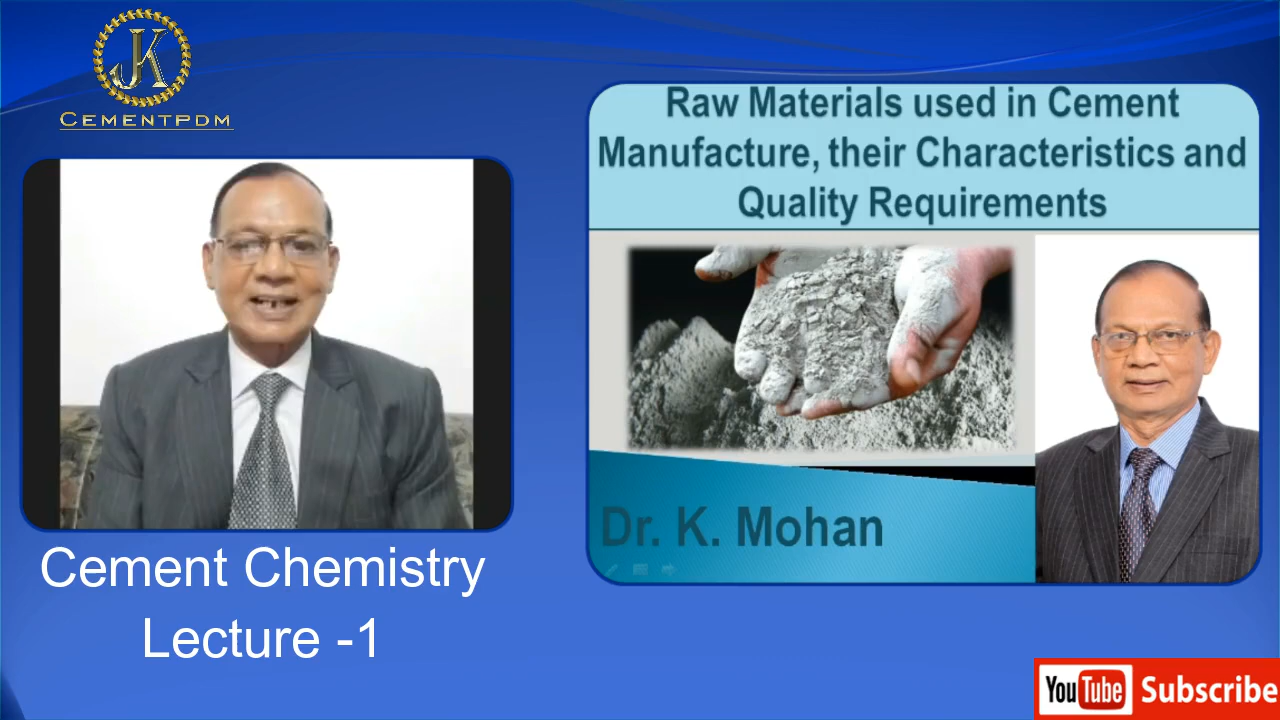 JK
CEMENTPDM
Raw Materials used in Cement
Manufacture, their Characteristics and
Quality Requirements
Dr. K. Mohan
Cement Chemistry
Lecture -1
YouTube Subscribe